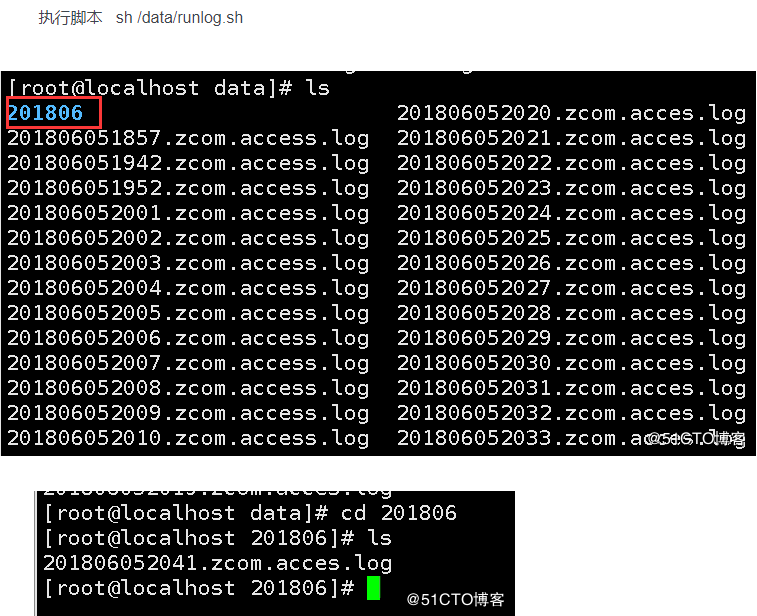 执行脚本 sh /data/runlog.sh
[root@localhost data]# ls
201806 201806052020.zcom.acces.log
201806051857.zcom.access.log 201806052021.zcom.acces.log
201806051942.zcom.access.log 201806052022.zcom.acces.log
201806051952.zcom.access.log 201806052023.zcom.acces.log
201806052001.zcom.access.log 201806052024.zcom.acces.log
201806052002.zcom.access.log 201806052025.zcom.acces.log
201806052003.zcom.access.log 201806052026.zcom.acces.log
201806052004.zcom.access.log 201806052027.zcom.acces.log
201806052005.zcom.access.log 201806052028.zcom.acces.log
201806052006.zcom.access.log 201806052029.zcom.acces.log
201806052007.zcom.access.log 201806052030.zcom.acces.log
201806052008.zcom.access.log 201806052031.zcom.acces.log
201806052009.zcom.access.log 201806052032.zcom.acces.log
201806052010.zcom.access.log 201806052033.zcom.acces.log
@51CTO博客
201806052019.zcom.acces.log
[root@localhost data]# cd 201806
[root@localhost 201806]# ls
201806052041.zcom.acces.log
[root@localhost 201806]#
@51CTO博客